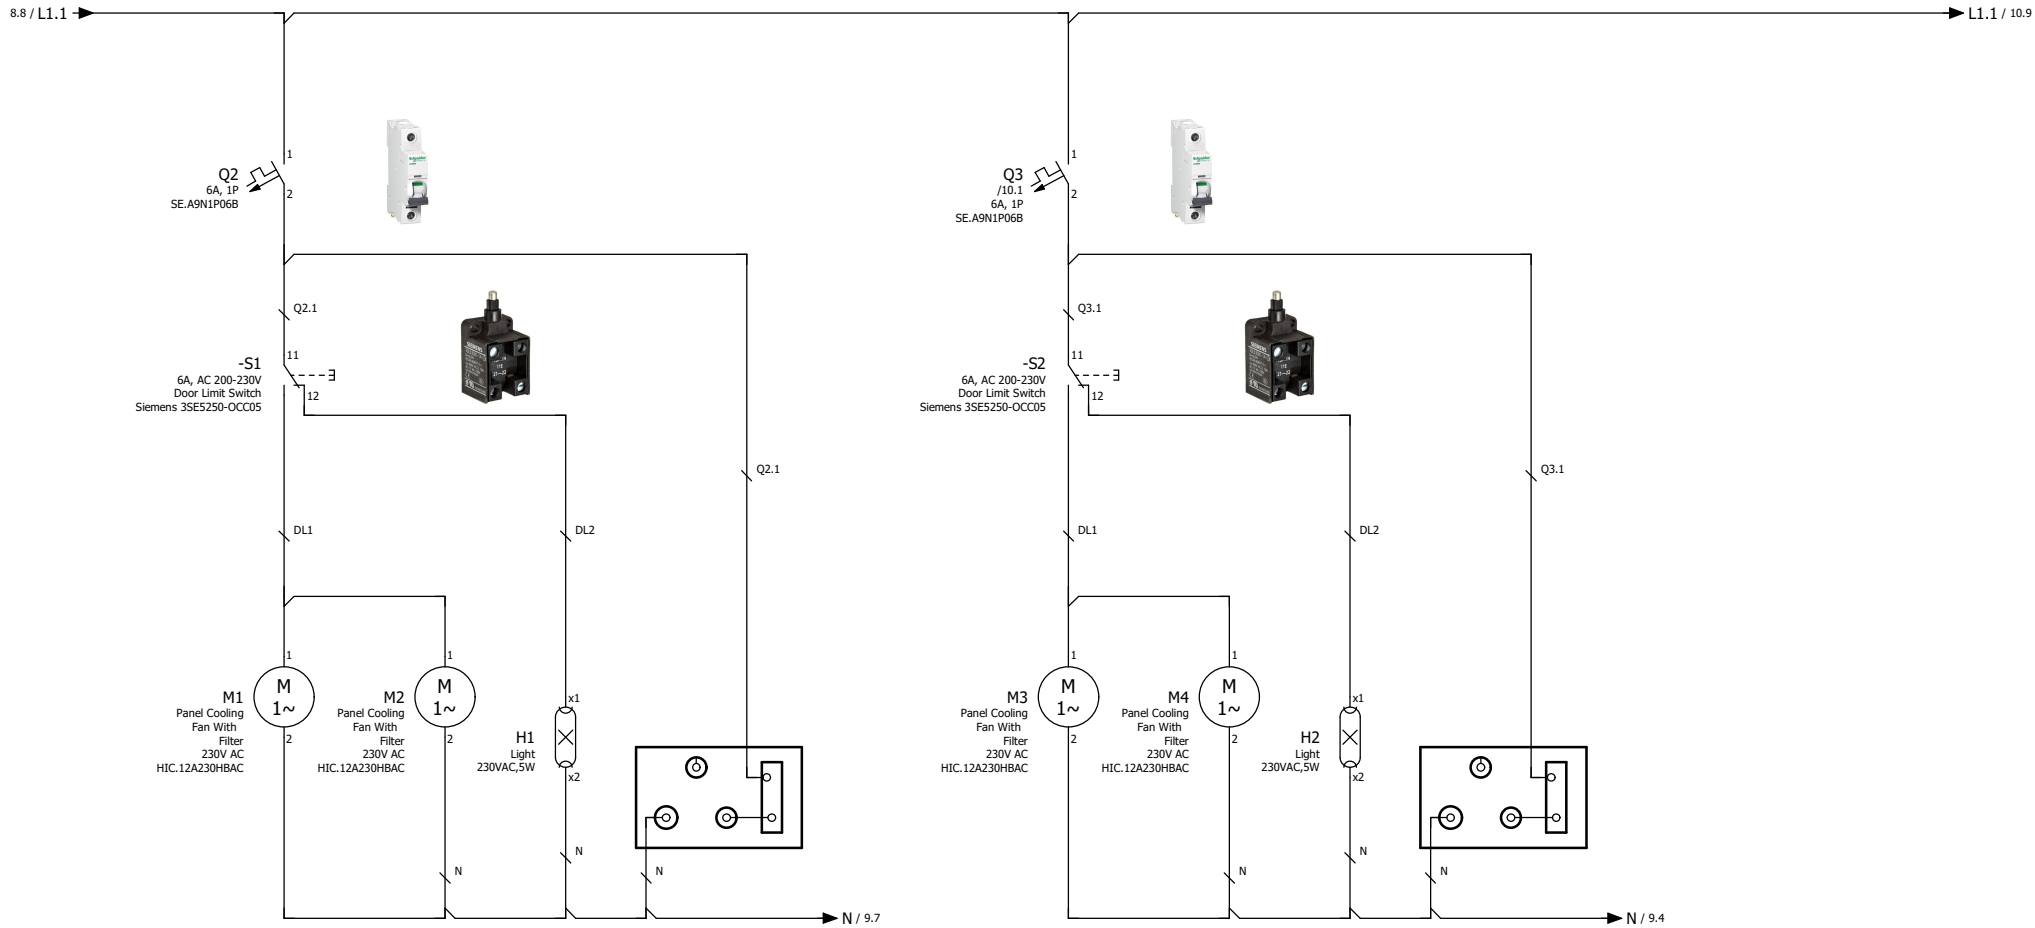 8.8 / L1.1
L1.1 / 10.9
1
Q2
6A, 1P
SE.A9N1P06B
2
Schneider
1
Q3
/10.1
6A, 1P
SE.A9N1P06B
2
Schneider
Q2.1
11
-S1
6A, AC 200-230V
Door Limit Switch
Siemens 3SE5250-OCC05
12
SIEMENS
Q3.1
11
-S2
6A, AC 200-230V
Door Limit Switch
Siemens 3SE5250-OCC05
12
SIEMENS
Q2.1
Q3.1
DL1
DL2
DL1
DL2
1
M
1~
M1
Panel Cooling
Fan With
Filter
230V AC
HIC.12A230HBAC
2
1
M
1~
M2
Panel Cooling
Fan With
Filter
230V AC
HIC.12A230HBAC
2
x1
H1
Light
230VAC,5W
x2
1
M
1~
M3
Panel Cooling
Fan With
Filter
230V AC
HIC.12A230HBAC
2
1
M
1~
M4
Panel Cooling
Fan With
Filter
230V AC
HIC.12A230HBAC
2
x1
H2
Light
230VAC,5W
x2
N
N
N
N
N
N
N / 9.7
N / 9.4